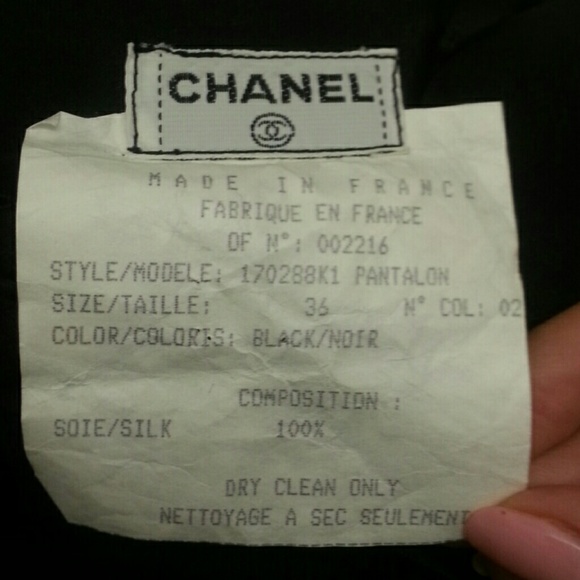 CHANEL
MADE IN FRANCE
FABRIQUE EN FRANCE
OF N°: 002216
STYLE/MODELE: 170288K1 PANTALON
SIZE/TAILLE: 36 N° COL: 02
COLOR/COLORIS: BLACK/NOIR
COMPOSITION :
SOIE/SILK 100%
DRY CLEAN ONLY
NETTOYAGE A SEC SEULEMENT